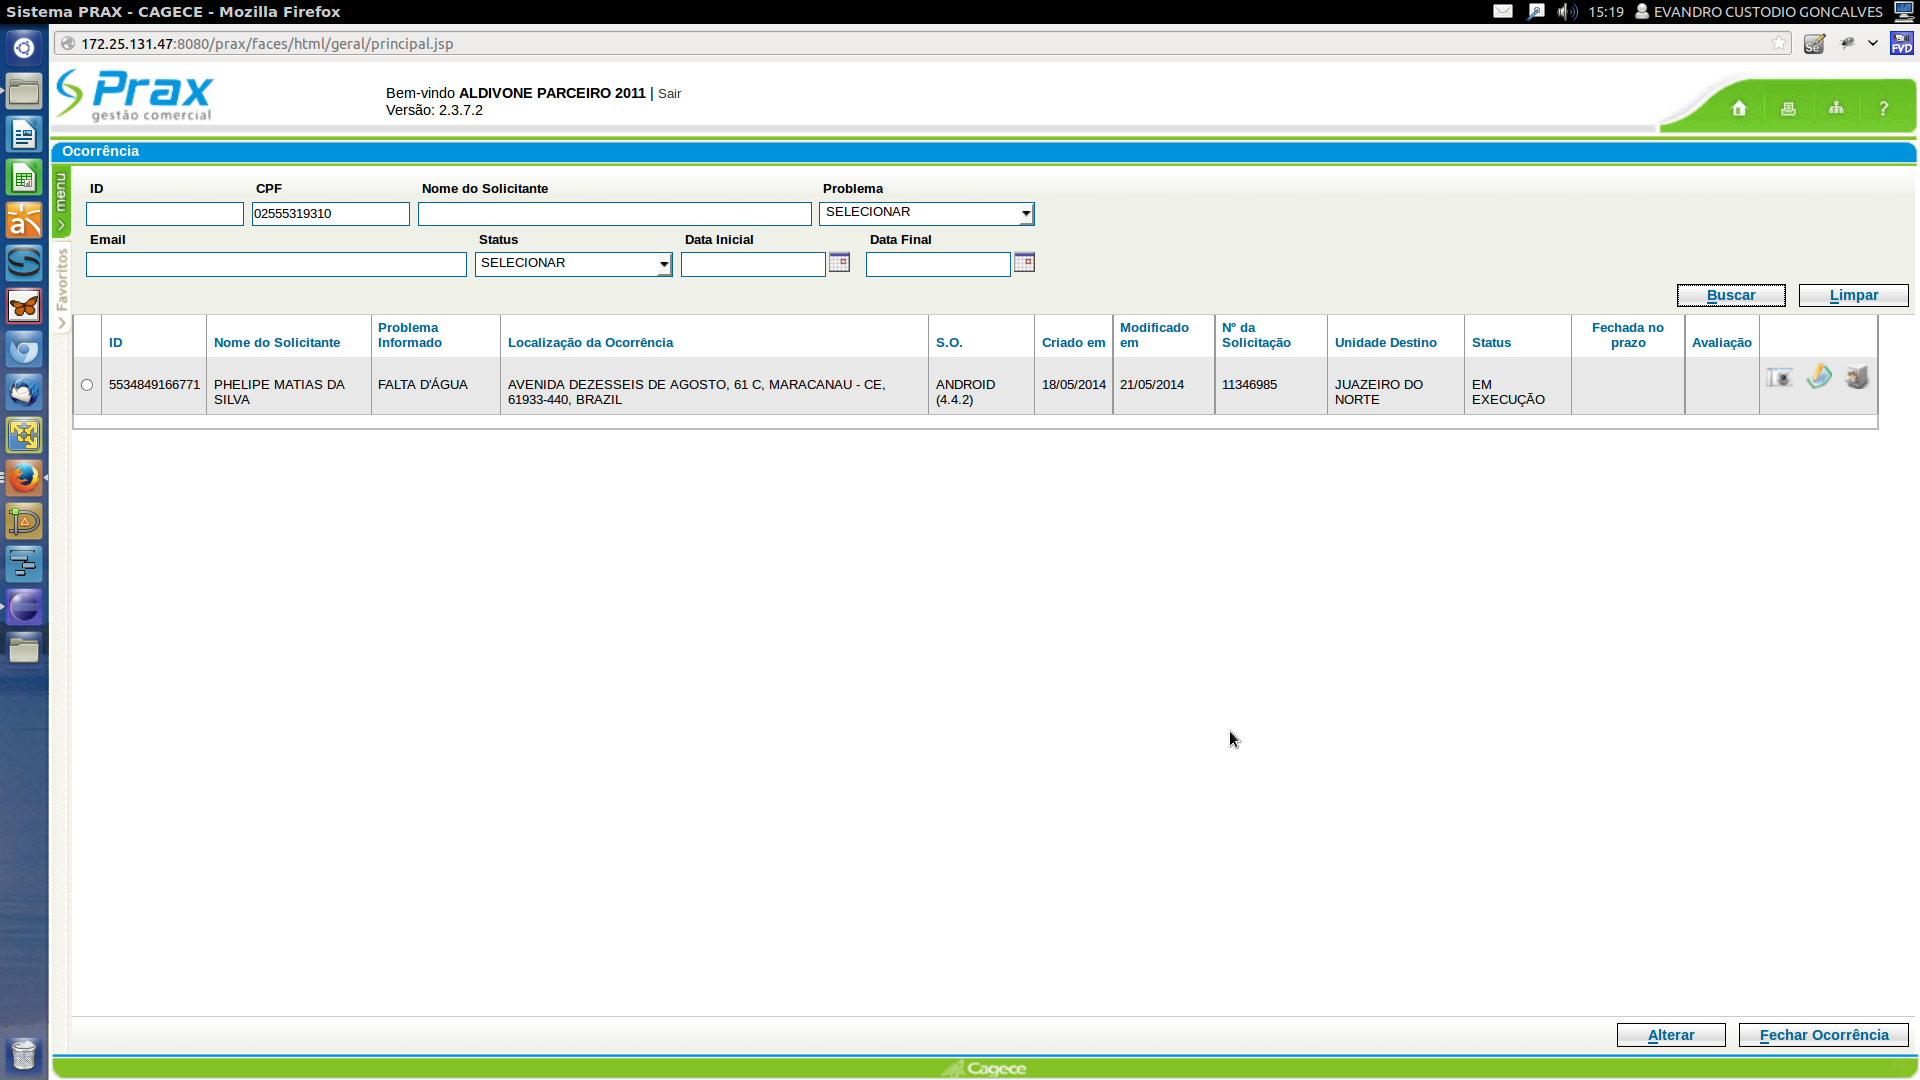 Sistema PRAX - CAGECE - Mozilla Firefox
15:19 EVANDRO CUSTODIO GONCALVES
172.25.131.47:8080/prax/faces/html/geral/principal.jsp
Se
FVD
Prax
gestão comercial
Bem-vindo ALDIVONE PARCEIRO 2011 | Sair
Versão: 2.3.7.2
?
Ocorrência
menu
Favoritos
ID CPF Nome do Solicitante Problema
02555319310 SELECIONAR
Email Status Data Inicial Data Final
SELECIONAR
Buscar Limpar
ID Nome do Solicitante Problema Informado Localização da Ocorrência S.O. Criado em Modificado em Nº da Solicitação Unidade Destino Status Fechada no prazo Avaliação
5534849166771 PHELIPE MATIAS DA SILVA FALTA D'ÁGUA AVENIDA DEZESSEIS DE AGOSTO, 61 C, MARACANAU - CE, 61933-440, BRAZIL ANDROID (4.4.2) 18/05/2014 21/05/2014 11346985 JUAZEIRO DO NORTE EM EXECUÇÃO
Alterar Fechar Ocorrência
Cagece